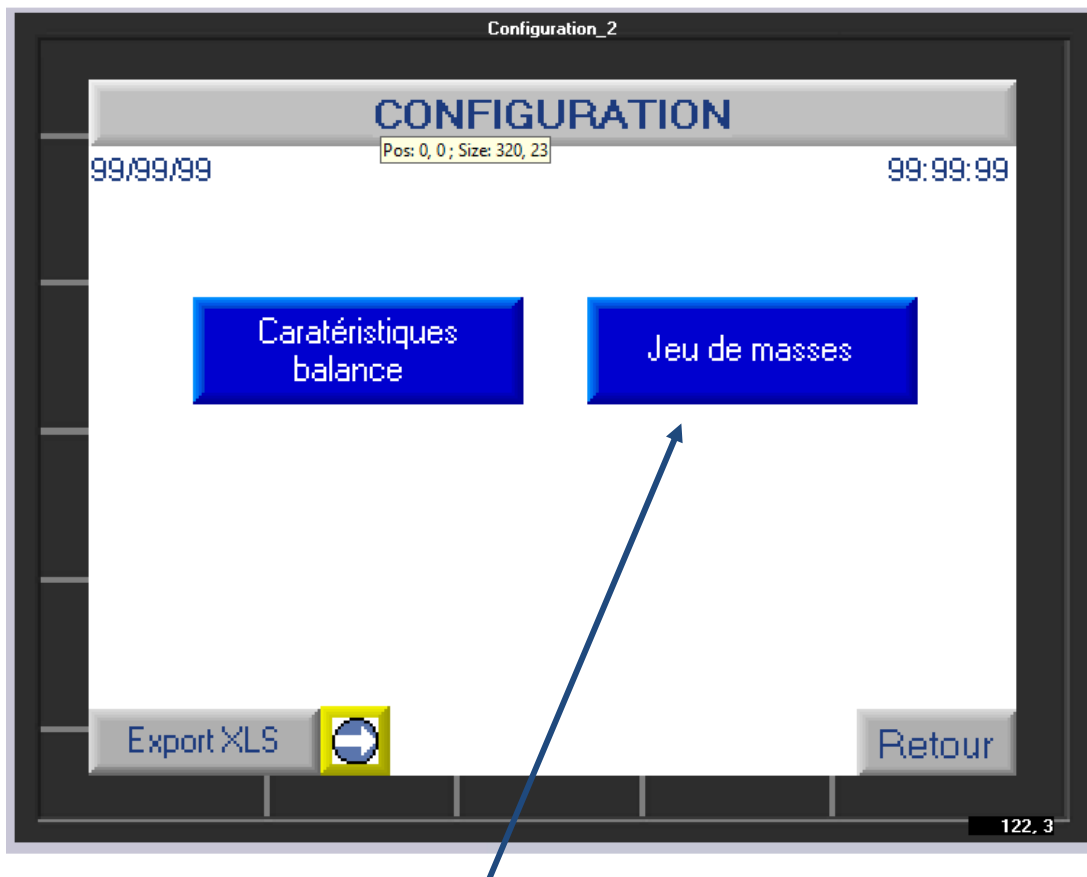 Configuration_2
CONFIGURATION
Pos: 0, 0 ; Size: 320, 23
99/99/99
99:99:99
Caratéristiques
balance
Jeu de masses
Export XLS
Retour
122, 3